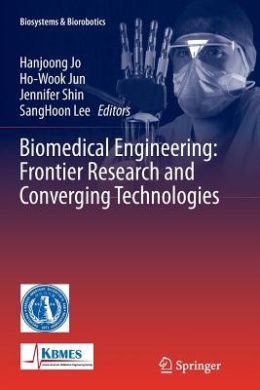 Biosystems & Biorobotics
Hanjoong Jo
Ho-Wook Jun
Jennifer Shin
SangHoon Lee Editors
Biomedical Engineering:
Frontier Research and
Converging Technologies
KBMES
Springer